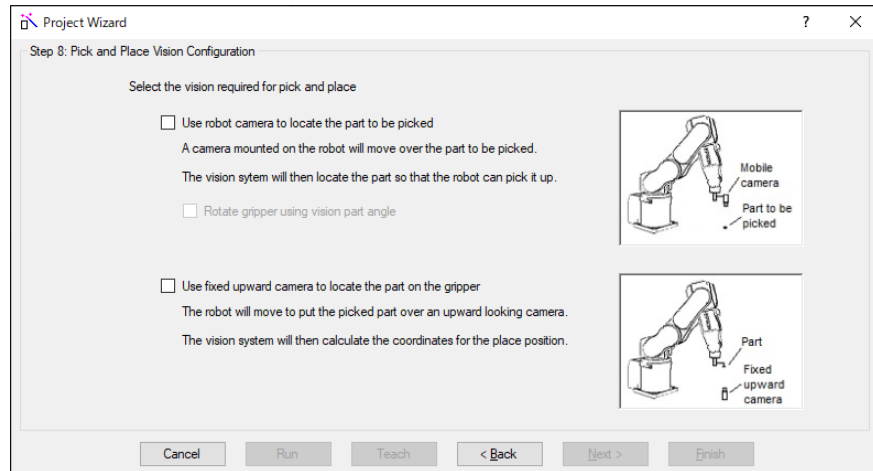 Project Wizard
?
Step 8: Pick and Place Vision Configuration
Select the vision required for pick and place
Use robot camera to locate the part to be picked
A camera mounted on the robot will move over the part to be picked.
The vision sytem will then locate the part so that the robot can pick it up.
Rotate gripper using vision part angle
Mobile
camera
Part to be
picked
Use fixed upward camera to locate the part on the gripper
The robot will move to put the picked part over an upward looking camera.
The vision system will then calculate the coordinates for the place position.
Part
Fixed
upward
camera
Cancel
Run
Teach
< Back
Next >
Finish